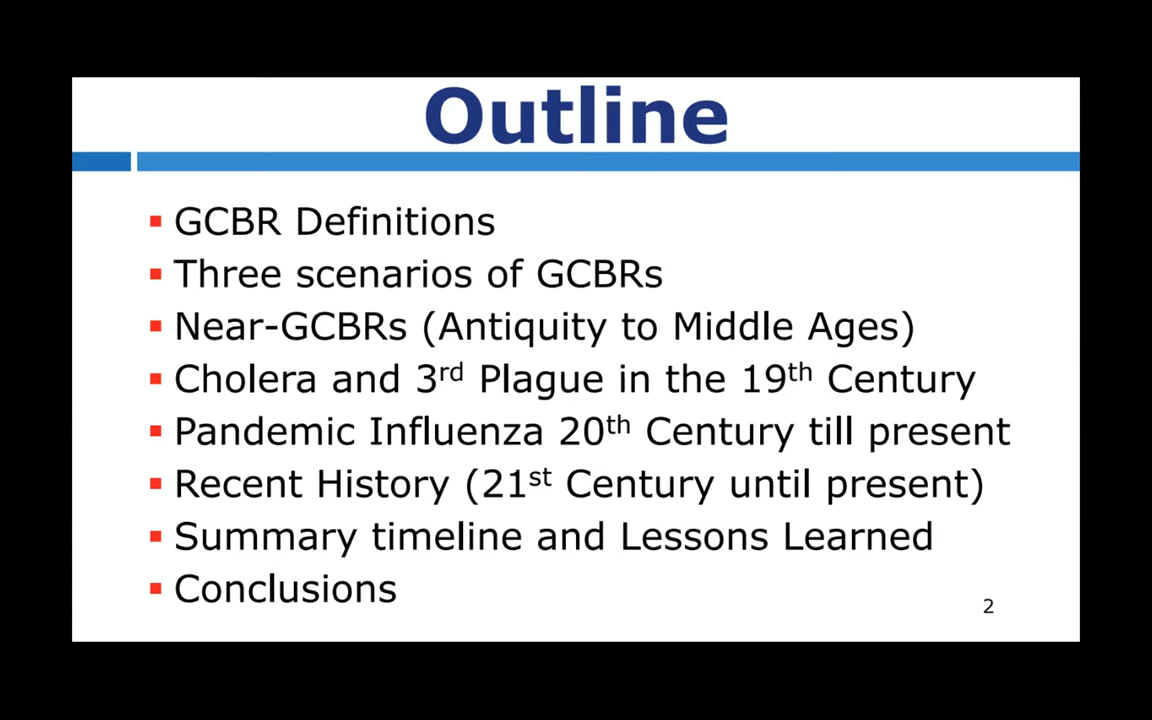 Outline
GCBR Definitions
Three scenarios of GCBRs
Near-GCBRs (Antiquity to Middle Ages)
Cholera and 3rd Plague in the 19th Century
Pandemic Influenza 20th Century till present
Recent History (21st Century until present)
Summary timeline and Lessons Learned
Conclusions
2